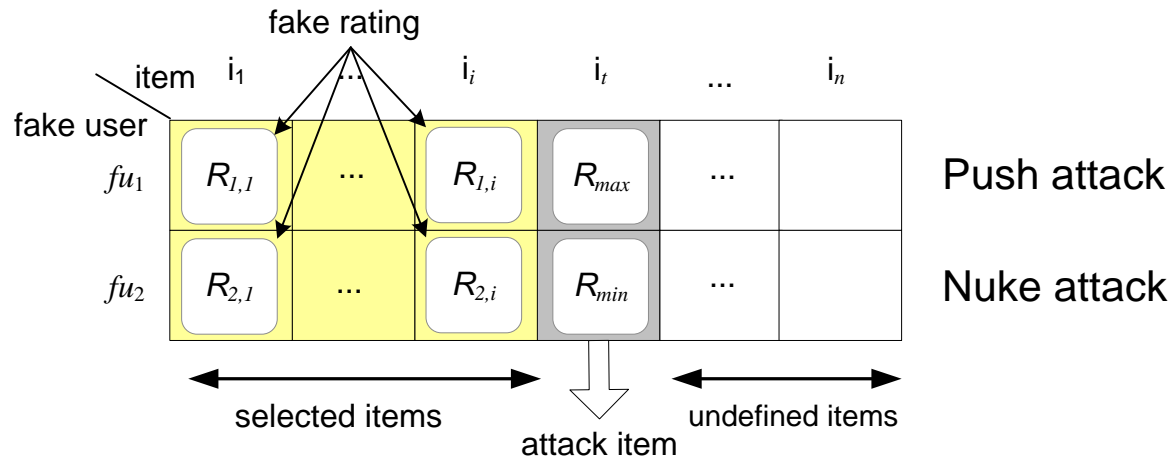 fake rating
item i₁ ... iᵢ iₜ ... iₙ
fake user
fu₁ R₁,₁ ... R₁,ᵢ Rₘₐₓ ... Push attack
fu₂ R₂,₁ ... R₂,ᵢ Rₘᵢₙ ... Nuke attack
selected items undefined items
attack item